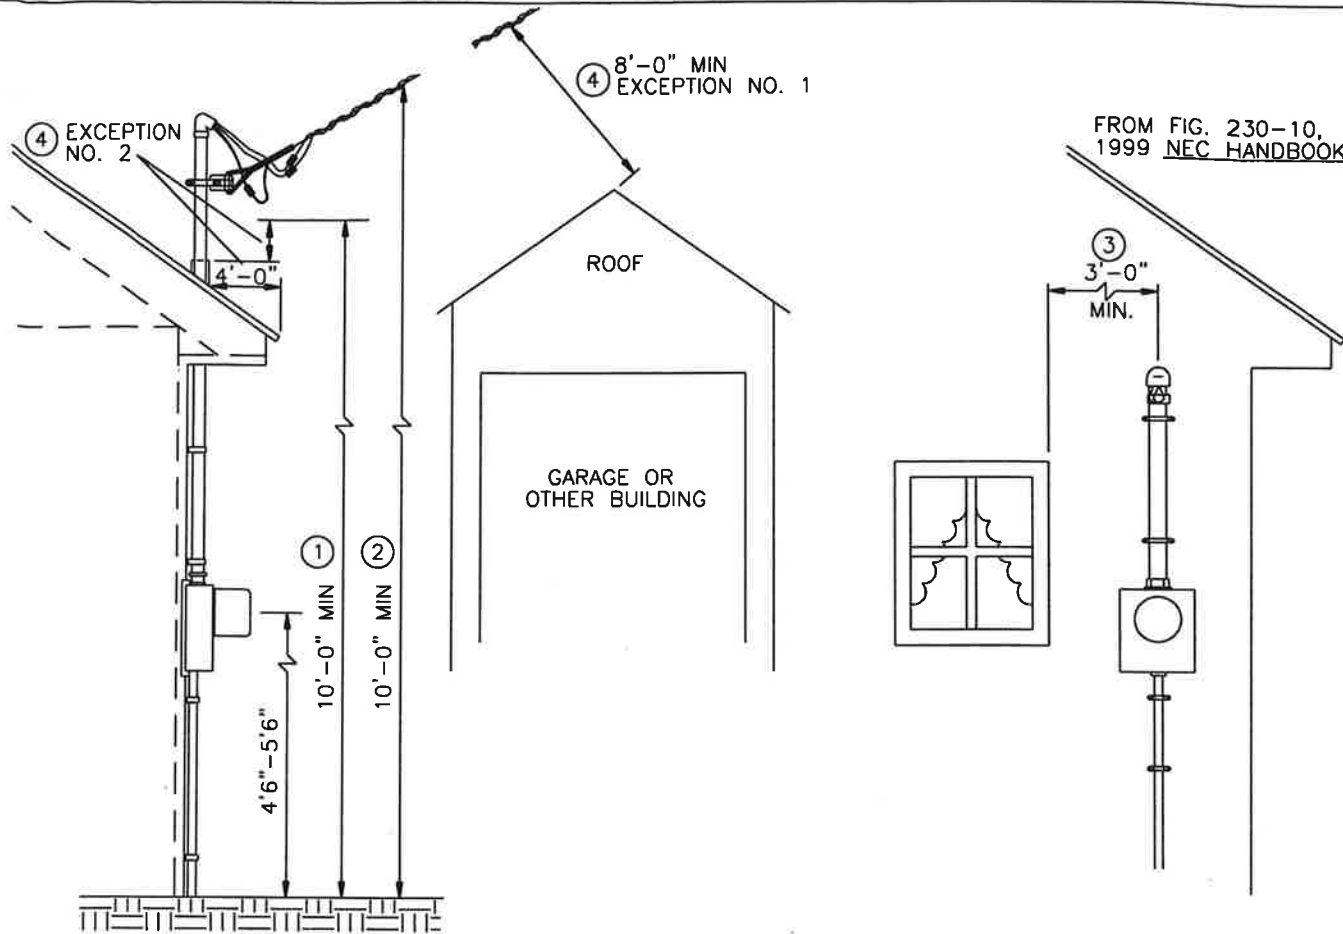 8'-0" MIN
④ EXCEPTION NO. 1
④ EXCEPTION
NO. 2
FROM FIG. 230-10,
1999 NEC HANDBOOK
4'-0"
ROOF
③
3'-0"
MIN.
GARAGE OR
OTHER BUILDING
10'-0" MIN ①
10'-0" MIN ②
4'6"-5'6"